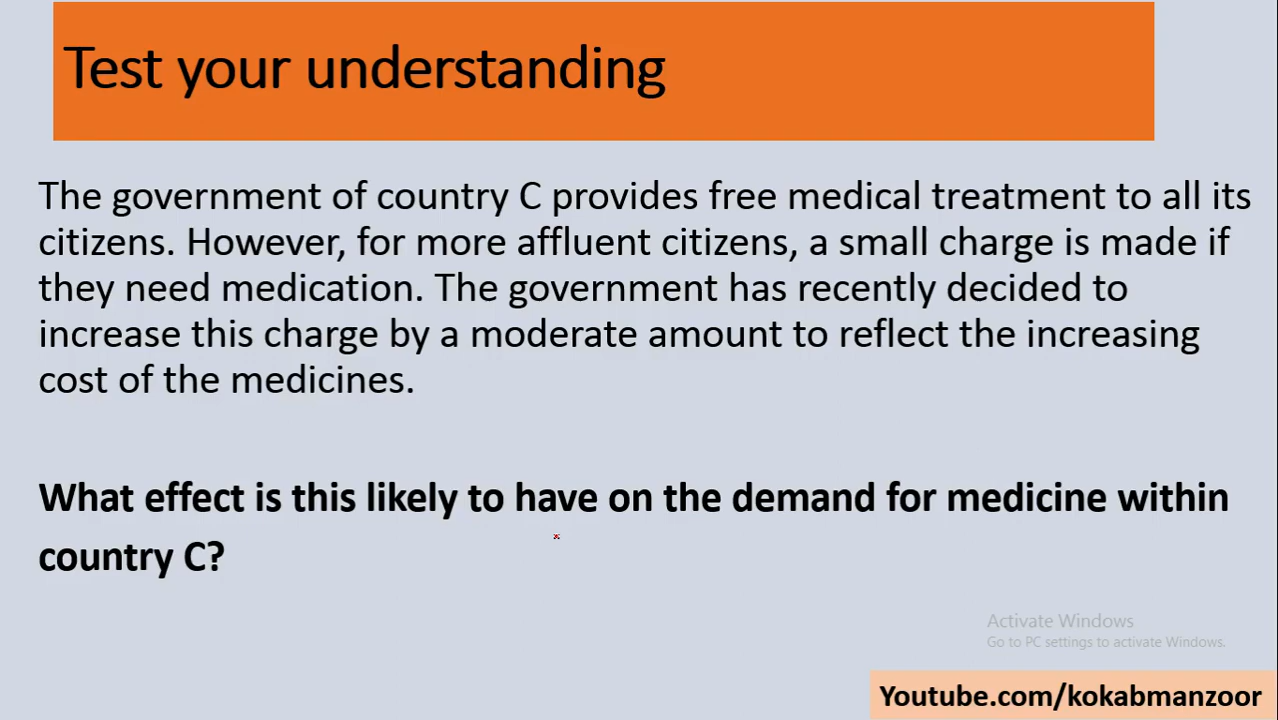 Test your understanding
The government of country C provides free medical treatment to all its
citizens. However, for more affluent citizens, a small charge is made if
they need medication. The government has recently decided to
increase this charge by a moderate amount to reflect the increasing
cost of the medicines.
What effect is this likely to have on the demand for medicine within
country C?
Activate Windows
Go to PC settings to activate Windows.
Youtube.com/kokabmanzoor